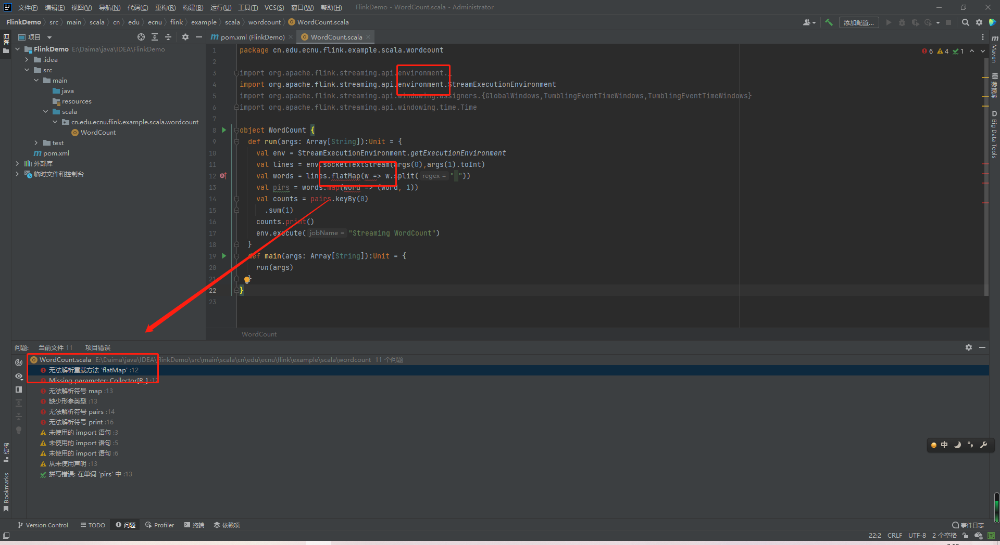 文件(F) 编辑(E) 视图(V) 导航(N) 代码(C) 重构(R) 构建(B) 运行(U) 工具(T) VCS(S) 窗口(W) 帮助(H) FlinkDemo - WordCount.scala - Administrator
FlinkDemo src main scala cn edu ecnu flink example scala wordcount WordCount.scala 添加配置...
项目 pom.xml (FlinkDemo) WordCount.scala
项目
FlinkDemo E:\Daima\java\IDEA\FlinkDemo
.idea
src
main
java
resources
scala
cn.edu.ecnu.flink.example.scala.wordcount
WordCount
test
pom.xml
外部库
临时文件和控制台
6 4 1
1 package cn.edu.ecnu.flink.example.scala.wordcount
2
3 import org.apache.flink.streaming.api.environment._
4 import org.apache.flink.streaming.api.environment.StreamExecutionEnvironment
5 import org.apache.flink.streaming.api.windowing.assigners.{GlobalWindows,TumblingEventTimeWindows,TumblingEventTimeWindows}
6 import org.apache.flink.streaming.api.windowing.time.Time
7
8 object WordCount {
9 def run(args: Array[String]):Unit = {
10 val env = StreamExecutionEnvironment.getExecutionEnvironment
11 val lines = env.socketTextStream(args(0),args(1).toInt)
12 val words = lines.flatMap(w => w.split( regex = " "))
13 val pirs = words.map(word => (word, 1))
14 val counts = pairs.keyBy(0)
15 .sum(1)
16 counts.print()
17 env.execute( jobName = "Streaming WordCount")
18 }
19 def main(args: Array[String]):Unit = {
20 run(args)
21 }
22 }
23
WordCount
Maven
数据库
D Big Data Tools
问题: 当前文件 11 项目错误
WordCount.scala E:\Daima\java\IDEA\FlinkDemo\src\main\scala\cn\edu\ecnu\flink\example\scala\wordcount 11 个问题
无法解析重载方法 'flatMap' :12
Missing parameter: Collector[R_] :12
无法解析符号 map :13
缺少形参类型 :13
无法解析符号 pairs :14
无法解析符号 print :16
未使用的 import 语句 :3
未使用的 import 语句 :5
未使用的 import 语句 :6
从未使用声明 :13
拼写错误: 在单词 'pirs' 中 :13
中
结构
Bookmarks
Version Control TODO 问题 Profiler 终端 依赖项 事件日志
22:2 CRLF UTF-8 2 个空格